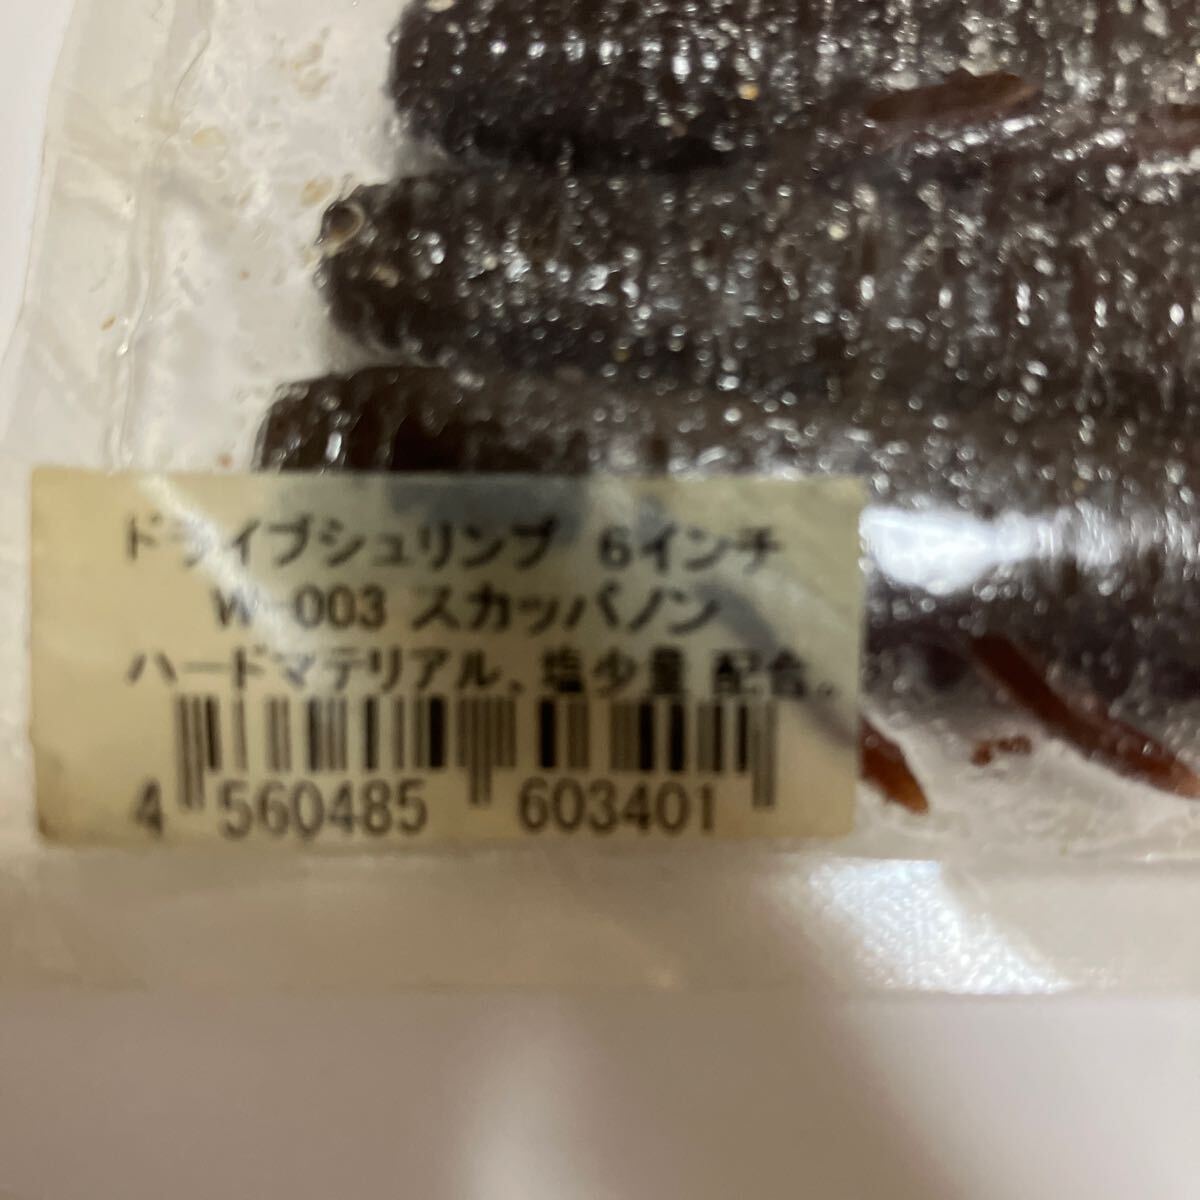 ドライブシュリンプ 6インチ
W-003 スカッパノン
ハードマテリアル、塩少量 配合。
4 560485 603401